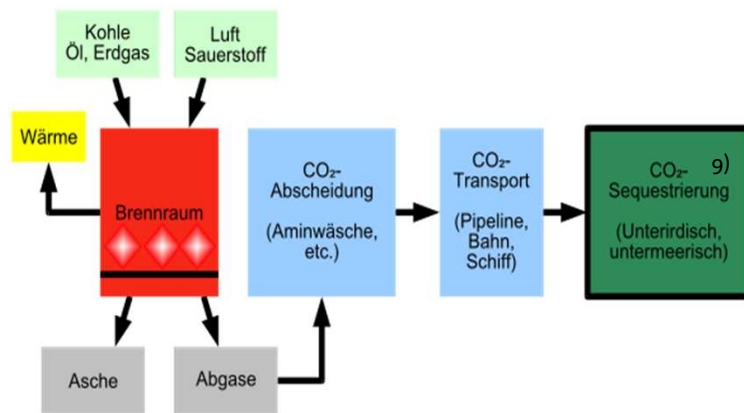 Kohle
Öl, Erdgas
Luft
Sauerstoff
Wärme
Brennraum
CO₂-
Abscheidung
(Aminwäsche,
etc.)
CO₂-
Transport
(Pipeline,
Bahn,
Schiff)
CO₂- 9)
Sequestrierung
(Unterirdisch,
untermeerisch)
Asche
Abgase